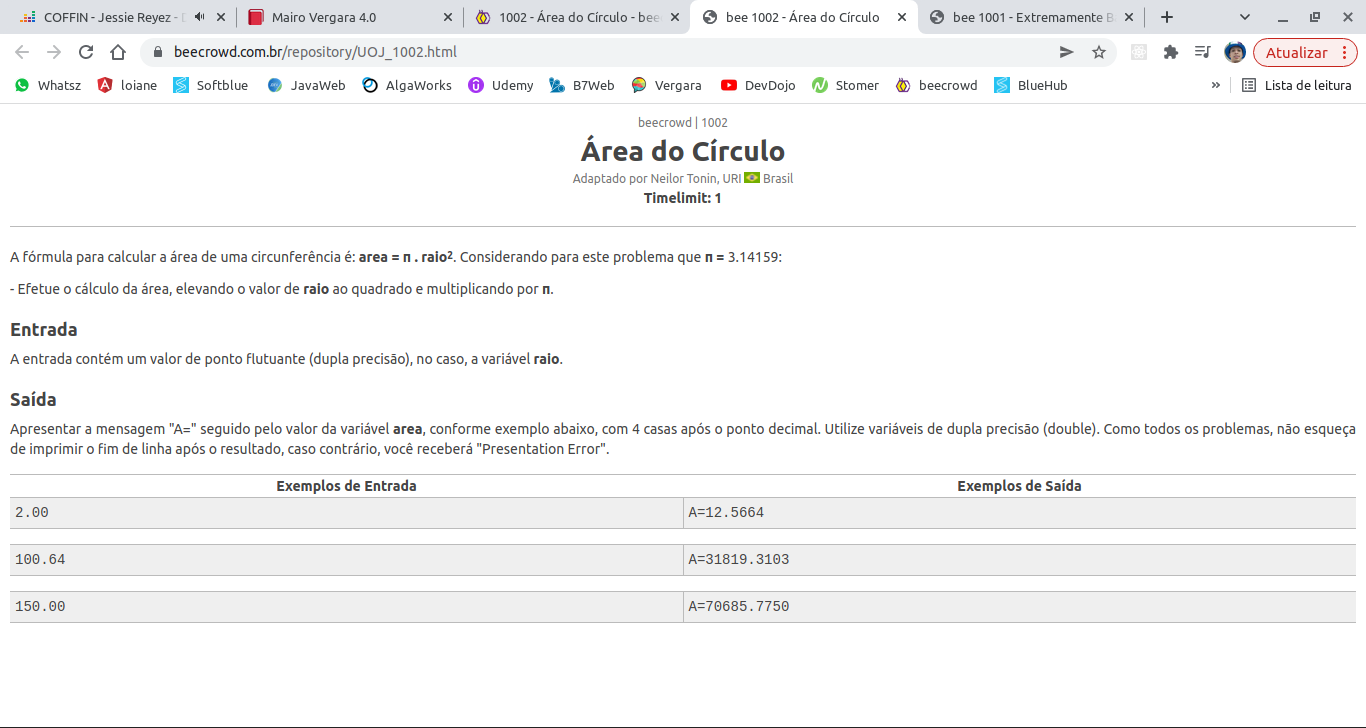 COFFIN - Jessie Reyez - D
Mairo Vergara 4.0
1002 - Área do Círculo - bee
bee 1002 - Área do Círculo
bee 1001 - Extremamente B
beecrowd.com.br/repository/UOJ_1002.html
Atualizar
Whatsz
loiane
Softblue
JavaWeb
AlgaWorks
Udemy
B7Web
Vergara
DevDojo
Stomer
beecrowd
BlueHub
»
Lista de leitura
beecrowd | 1002
Área do Círculo
Adaptado por Neilor Tonin, URI Brasil
Timelimit: 1
A fórmula para calcular a área de uma circunferência é: area = π . raio². Considerando para este problema que π = 3.14159:
- Efetue o cálculo da área, elevando o valor de raio ao quadrado e multiplicando por π.
Entrada
A entrada contém um valor de ponto flutuante (dupla precisão), no caso, a variável raio.
Saída
Apresentar a mensagem "A=" seguido pelo valor da variável area, conforme exemplo abaixo, com 4 casas após o ponto decimal. Utilize variáveis de dupla precisão (double). Como todos os problemas, não esqueça
de imprimir o fim de linha após o resultado, caso contrário, você receberá "Presentation Error".
Exemplos de Entrada Exemplos de Saída
2.00 A=12.5664
100.64 A=31819.3103
150.00 A=70685.7750